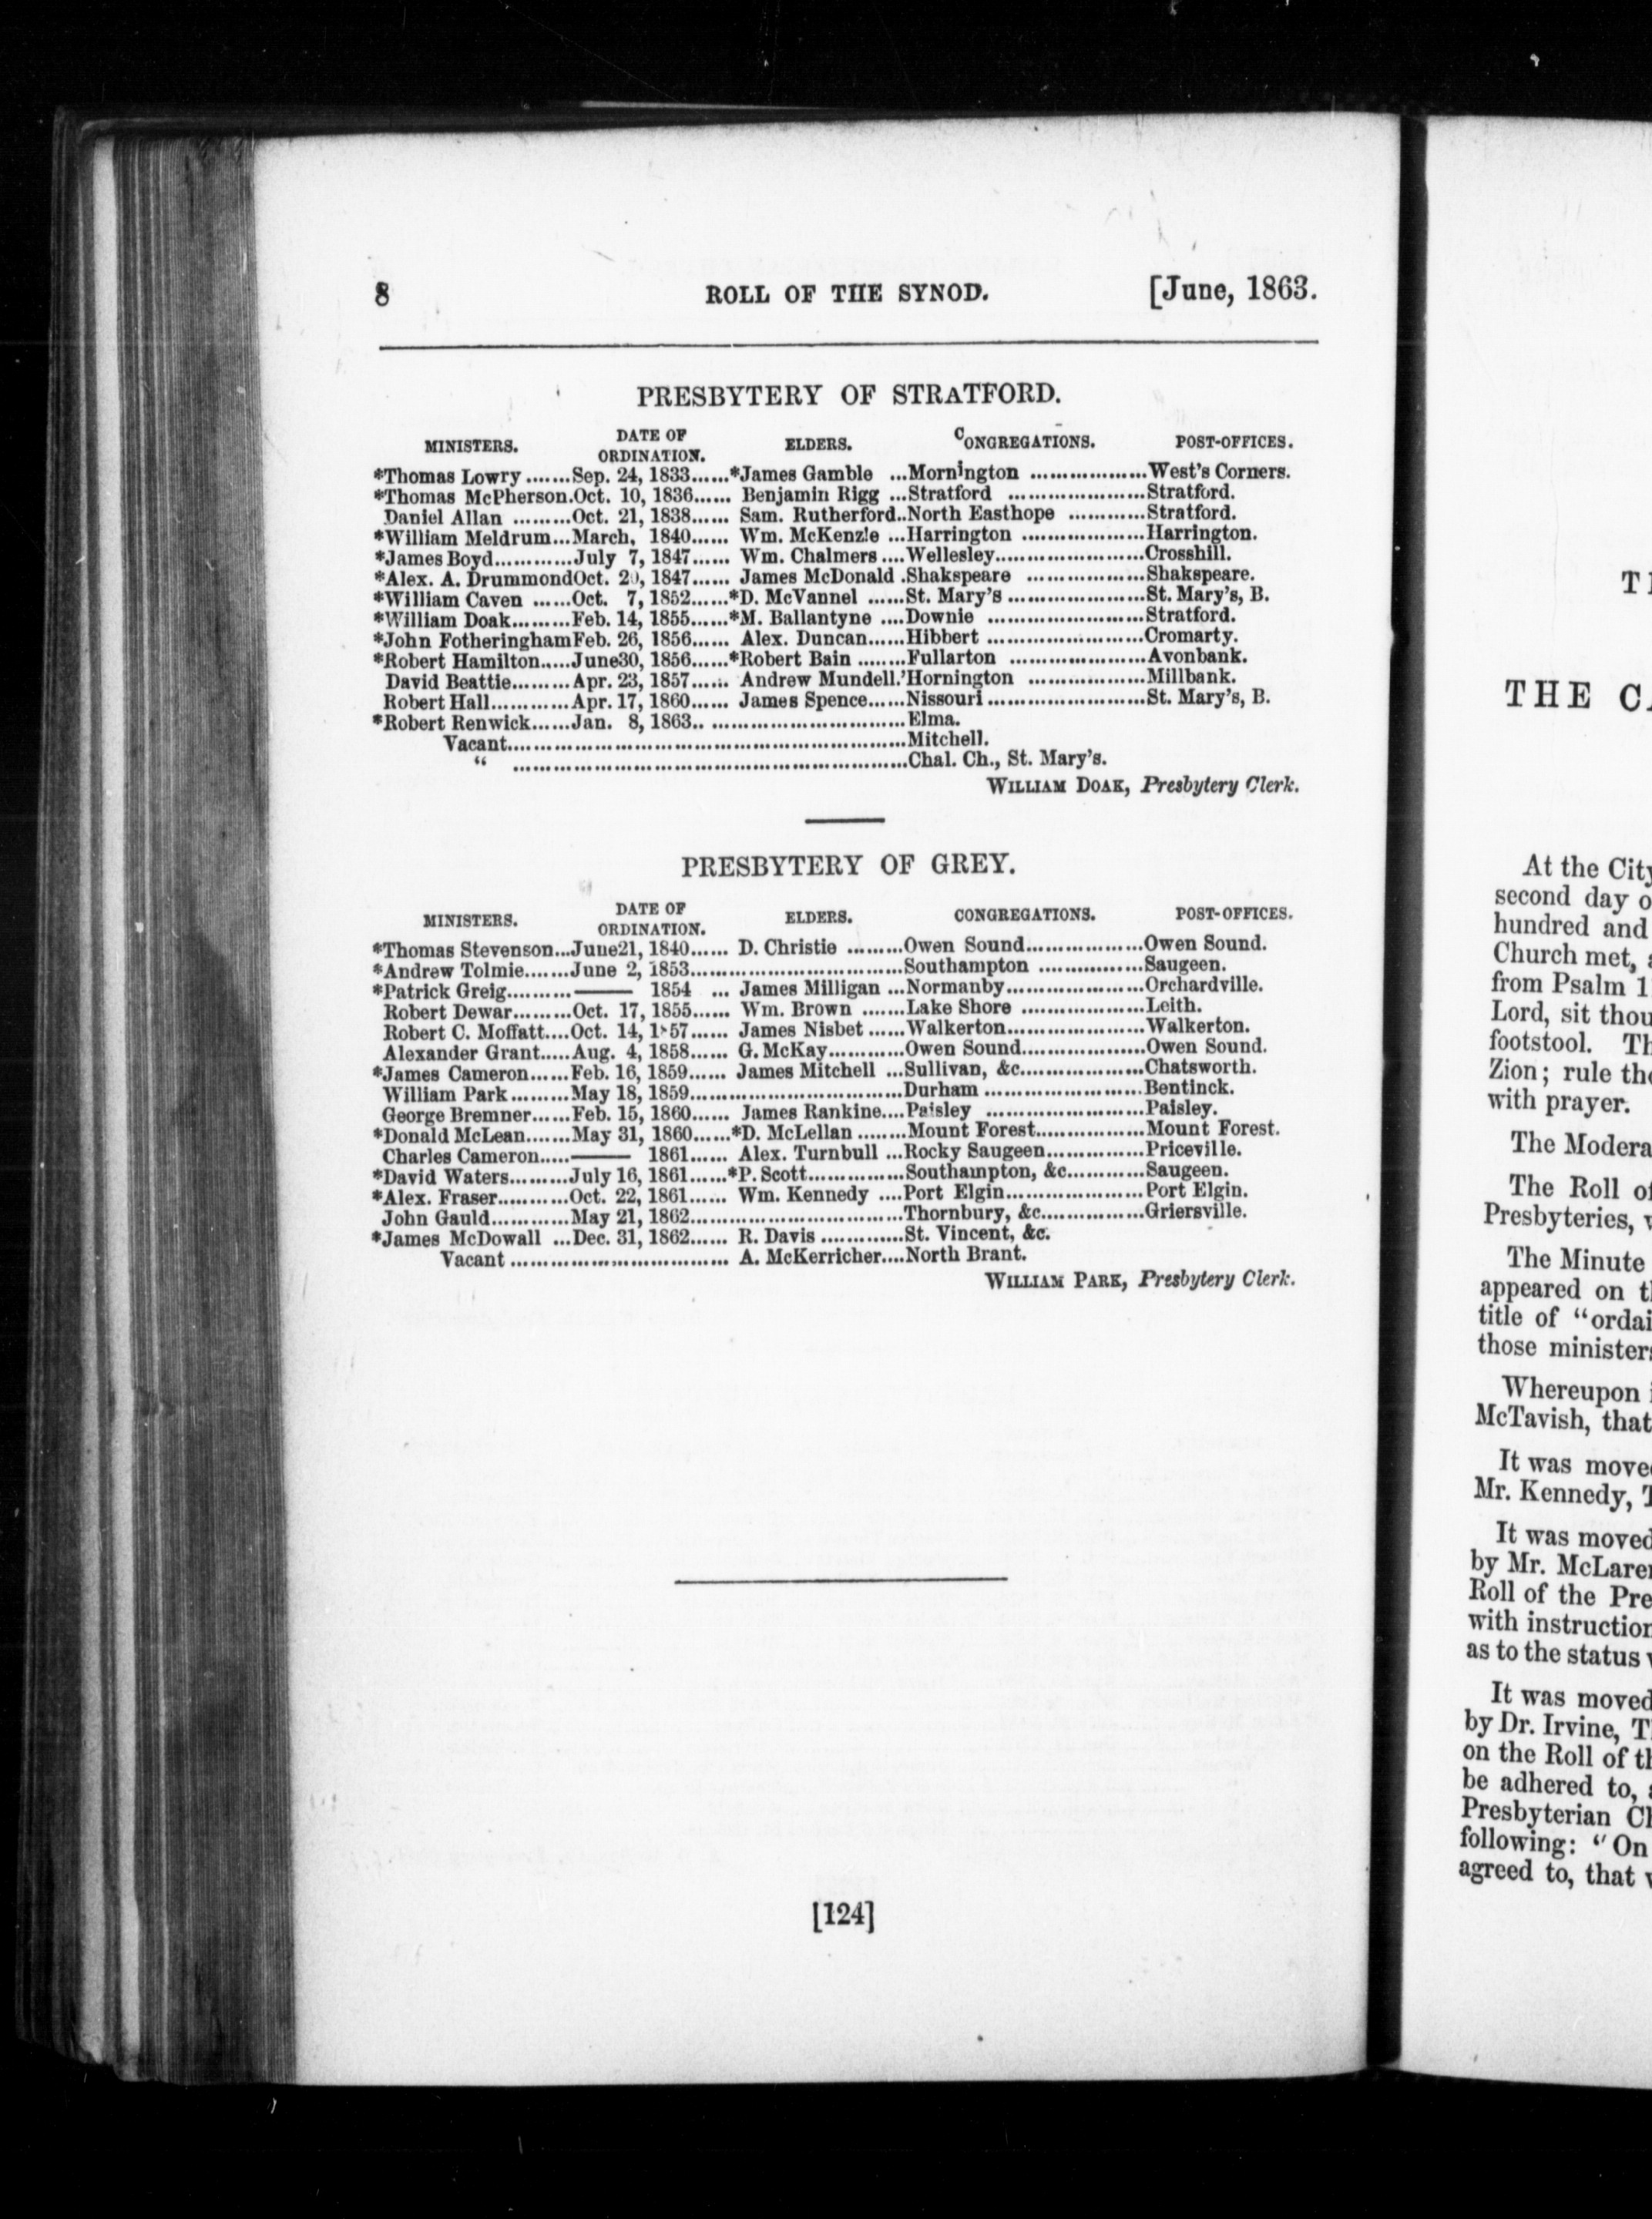 8 ROLL OF THE SYNOD. [June, 1863.
PRESBYTERY OF STRATFORD.
MINISTERS. DATE OF ORDINATION. ELDERS. CONGREGATIONS. POST-OFFICES.
*Thomas Lowry.......Sep. 24, 1833......*James Gamble ...Mornington .................West's Corners.
*Thomas McPherson.Oct. 10, 1836...... Benjamin Rigg ...Stratford ....................Stratford.
Daniel Allan .........Oct. 21, 1838...... Sam. Rutherford..North Easthope ...........Stratford.
*William Meldrum...March, 1840...... Wm. McKenzie ...Harrington ..................Harrington.
*James Boyd............July 7, 1847...... Wm. Chalmers....Wellesley......................Crosshill.
*Alex. A. DrummondOct. 20, 1847...... James McDonald .Shakspeare .................Shakspeare.
*William Caven ......Oct. 7, 1852......*D. McVannel ......St. Mary's ....................St. Mary's, B.
*William Doak.........Feb. 14, 1855......*M. Ballantyne ....Downie .......................Stratford.
*John FotheringhamFeb. 26, 1856...... Alex. Duncan......Hibbert .......................Cromarty.
*Robert Hamilton.....June30, 1856......*Robert Bain ........Fullarton ....................Avonbank.
David Beattie.........Apr. 23, 1857...... Andrew Mundell.'Hornington .................Millbank.
Robert Hall............Apr. 17, 1860...... James Spence......Nissouri.......................St. Mary's, B.
*Robert Renwick......Jan. 8, 1863.. ............................Elma.
Vacant..........................................................Mitchell.
“ ..........................................................Chal. Ch., St. Mary's.
WILLIAM DOAK, Presbytery Clerk.
PRESBYTERY OF GREY.
MINISTERS. DATE OF ORDINATION. ELDERS. CONGREGATIONS. POST-OFFICES.
*Thomas Stevenson...June21, 1840...... D. Christie .........Owen Sound.................Owen Sound.
*Andrew Tolmie.......June 2, 1853...............................Southampton ...............Saugeen.
*Patrick Greig..........—— 1854 ... James Milligan ...Normanby....................Orchardville.
Robert Dewar.........Oct. 17, 1855...... Wm. Brown .......Lake Shore ..................Leith.
Robert C. Moffatt....Oct. 14, 1857...... James Nisbet......Walkerton....................Walkerton.
Alexander Grant.....Aug. 4, 1858...... G. McKay...........Owen Sound..................Owen Sound.
*James Cameron......Feb. 16, 1859...... James Mitchell ...Sullivan, &c..................Chatsworth.
William Park.........May 18, 1859...............................Durham .......................Bentinck.
George Bremner......Feb. 15, 1860...... James Rankine....Paisley .......................Paisley.
*Donald McLean.......May 31, 1860......*D. McLellan ........Mount Forest................Mount Forest.
Charles Cameron.....—— 1861...... Alex. Turnbull ...Rocky Saugeen..............Priceville.
*David Waters.........July 16, 1861......*P. Scott..............Southampton, &c...........Saugeen.
*Alex. Fraser..........Oct. 22, 1861...... Wm. Kennedy ....Port Elgin....................Port Elgin.
John Gauld............May 21, 1862...............................Thornbury, &c...............Griersville.
*James McDowall ...Dec. 31, 1862...... R. Davis ............St. Vincent, &c.
Vacant ................................ A. McKerricher....North Brant.
WILLIAM PARK, Presbytery Clerk.
[124]
THE
At the City
second day
hundred and
Church met,
from Psalm
Lord, sit thou
footstool.
Zion; rule
with prayer.
The
The Roll of
Presbyteries,
The Minute
appeared on
title of “
those
Whereupon
McTavish, that
It was
Mr. Kennedy,
It was moved
by Mr.
Roll of the
with
as to the status
It was moved
by Dr. Irvine,
on the Roll of
be adhered to,
Presbyterian
following: “On
agreed to, that